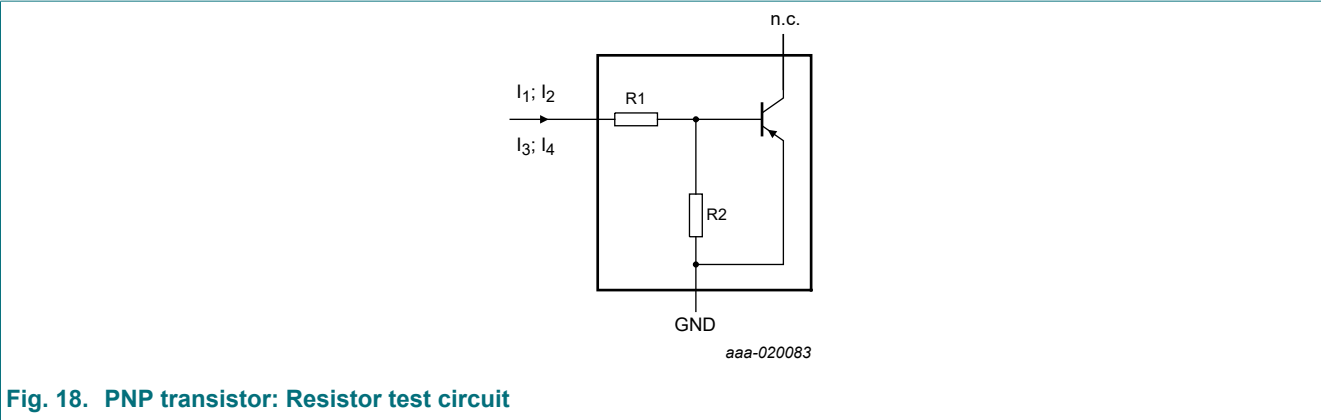 n.c.
I1; I2
R1
I3; I4
R2
GND
aaa-020083
Fig. 18. PNP transistor: Resistor test circuit